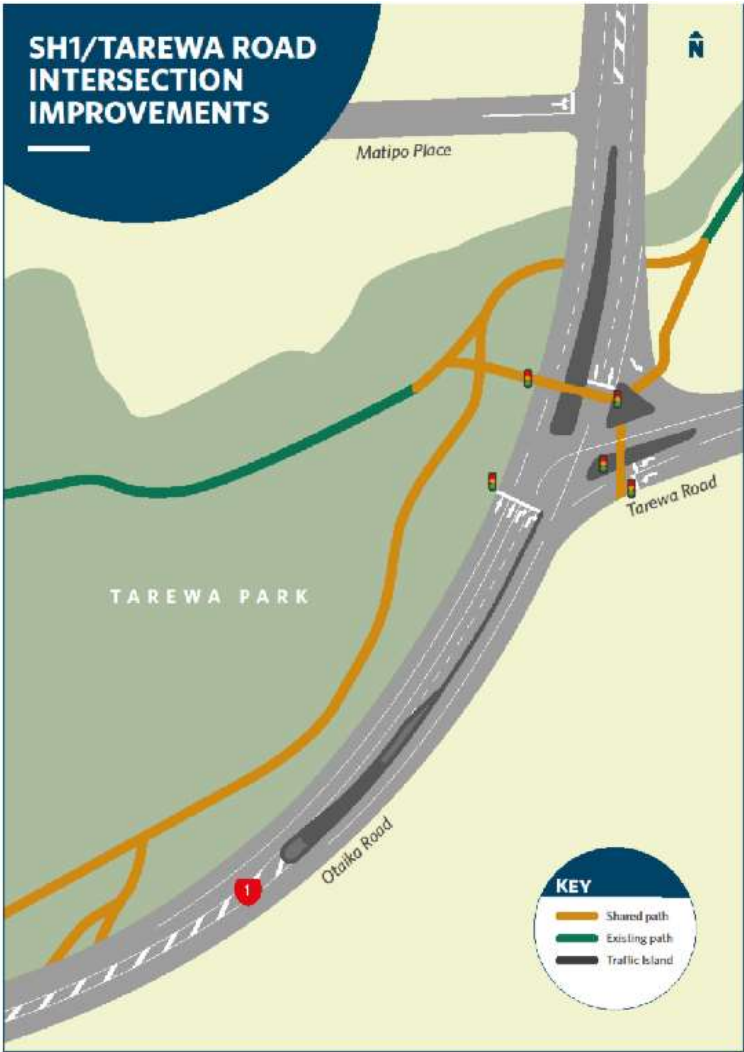 SH1/TAREWA ROAD
INTERSECTION
IMPROVEMENTS
N
Matipo Place
Tarewa Road
TAREWA PARK
Otaika Road
1
KEY
Shared path
Existing path
Traffic Island